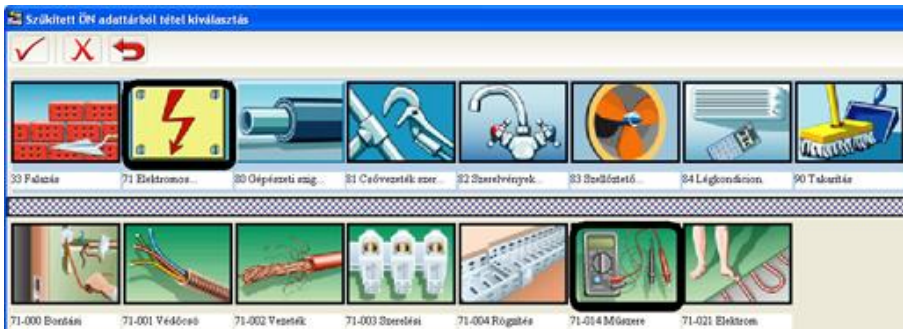 Szűkített ÖN adattárból tétel kiválasztás
33 Falazás
71 Elektromos...
80 Gépészeti szig...
81 Csővezeték szer...
82 Szerelvények...
83 Szellőztető...
84 Légkondicion.
90 Takarítás
71-000 Bontási
71-001 Védőcső
71-002 Vezeték
71-003 Szerelési
71-004 Rögzítés
71-014 Műszere
71-021 Elektrom